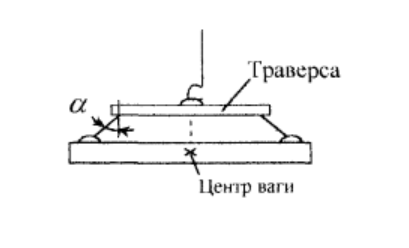 Траверса
α
Центр ваги